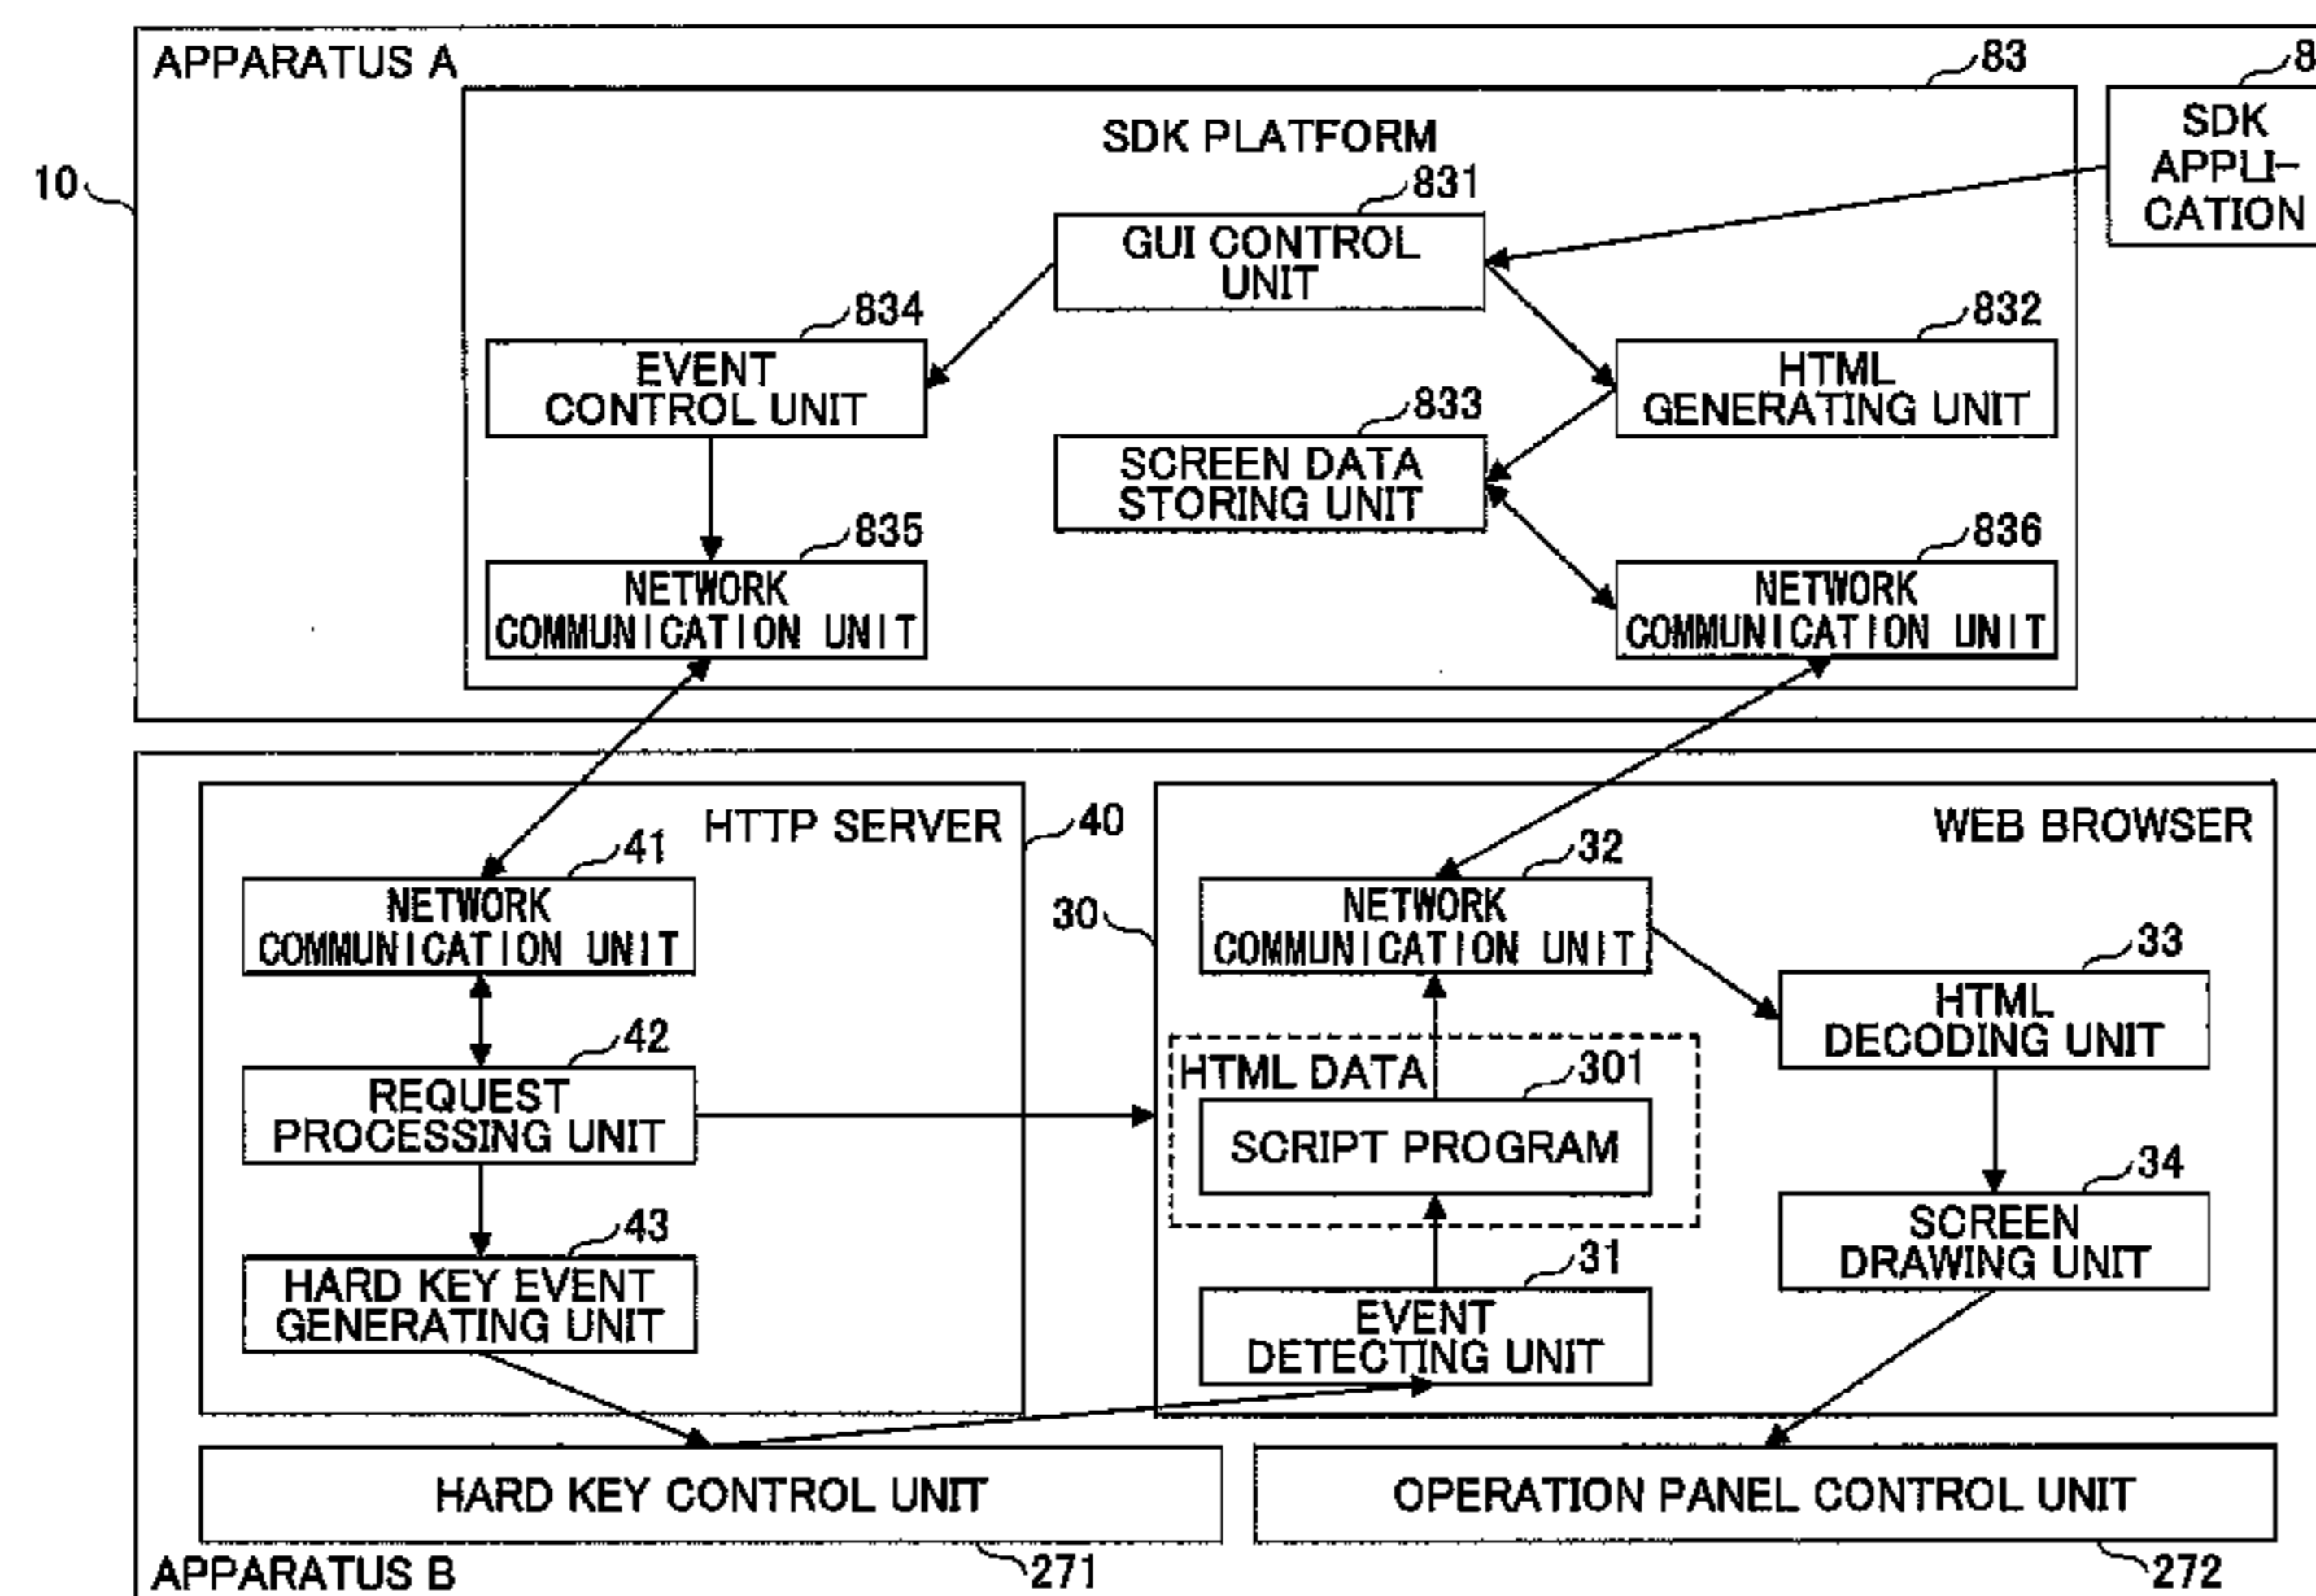 APPARATUS A
83
SDK PLATFORM
SDK
APPLI-
CATION
10
831
GUI CONTROL
UNIT
834
EVENT
CONTROL UNIT
832
HTML
GENERATING UNIT
833
SCREEN DATA
STORING UNIT
835
NETWORK
COMMUNICATION UNIT
836
NETWORK
COMMUNICATION UNIT
HTTP SERVER
40
41
NETWORK
COMMUNICATION UNIT
42
REQUEST
PROCESSING UNIT
43
HARD KEY EVENT
GENERATING UNIT
WEB BROWSER
30
32
NETWORK
COMMUNICATION UNIT
33
HTML
DECODING UNIT
HTML DATA
301
SCRIPT PROGRAM
34
SCREEN
DRAWING UNIT
31
EVENT
DETECTING UNIT
HARD KEY CONTROL UNIT
OPERATION PANEL CONTROL UNIT
APPARATUS B
271
272